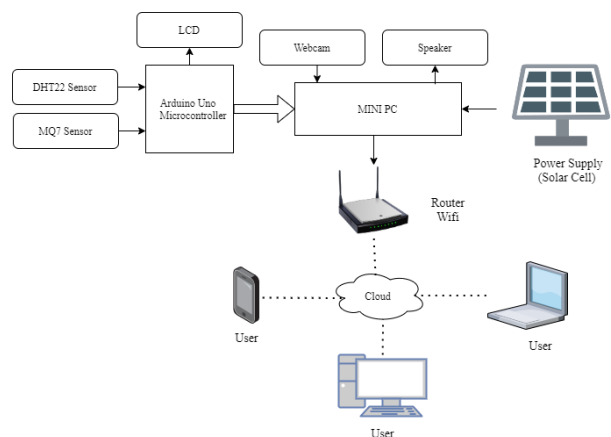 LCD
Webcam
Speaker
DHT22 Sensor
MQ7 Sensor
Arduino Uno
Microcontroller
MINI PC
Power Supply
(Solar Cell)
Router
Wifi
Cloud
User
User
User